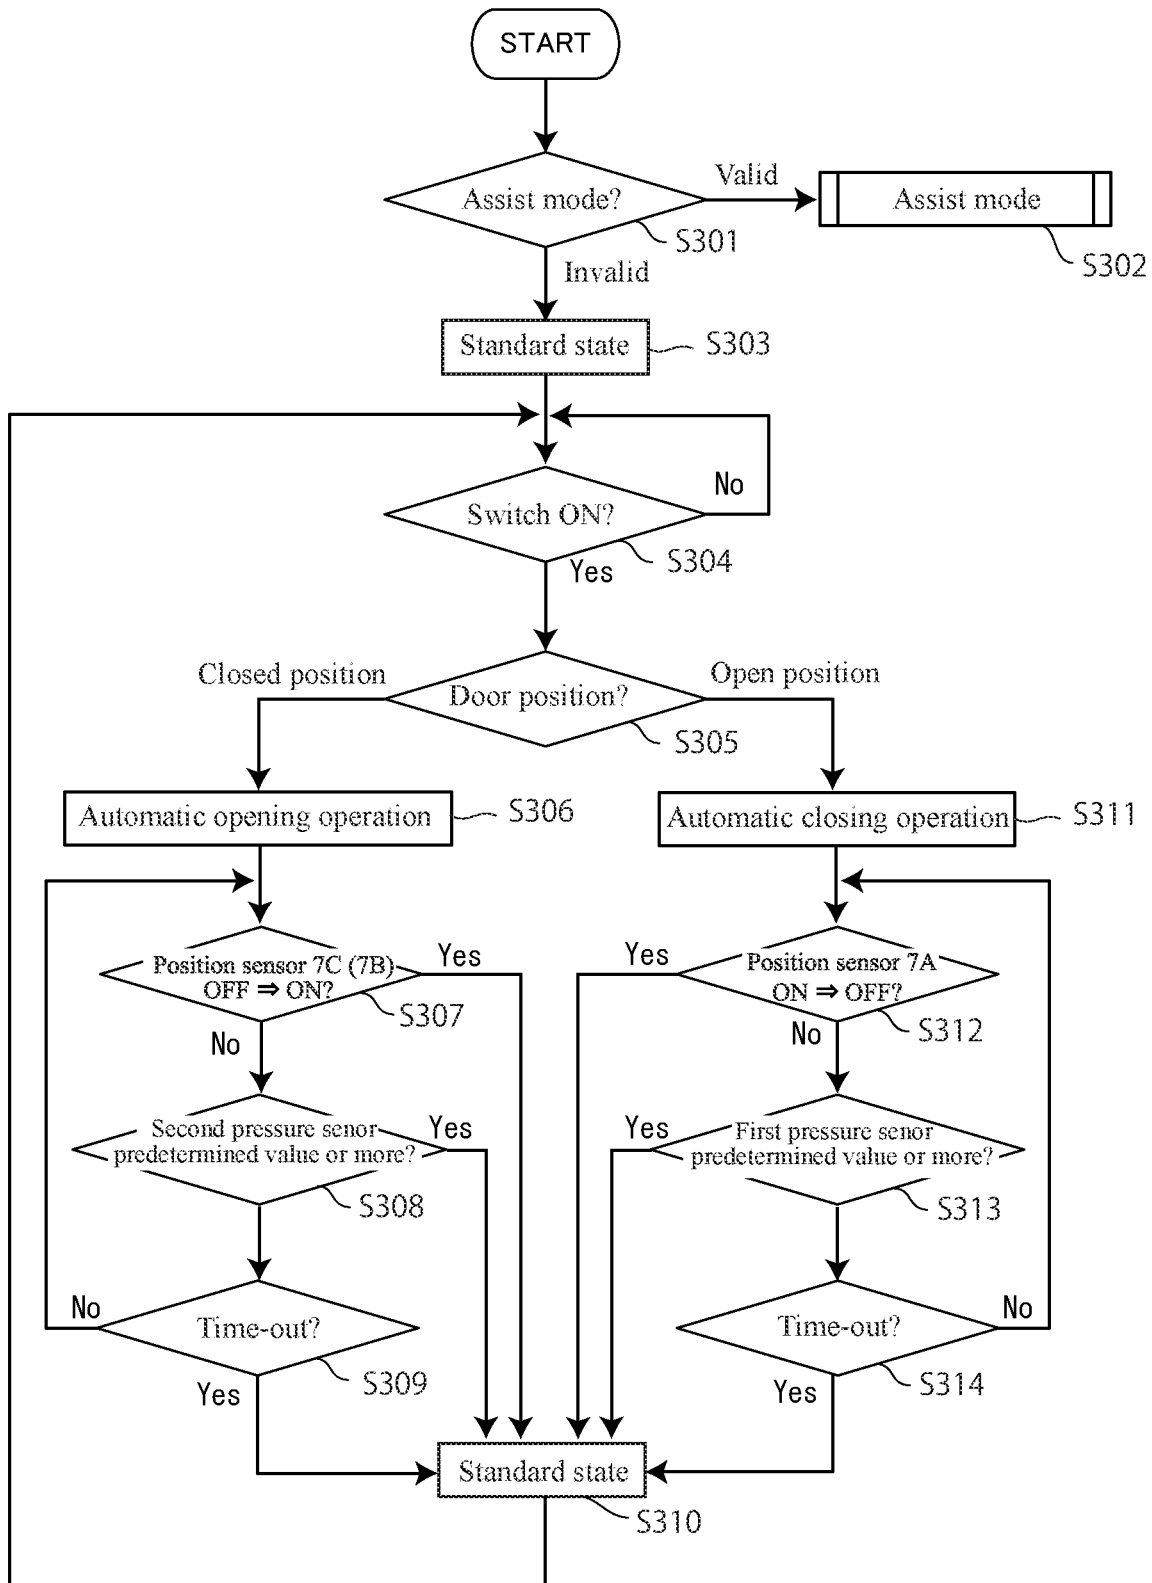 START
Assist mode?
Valid
Assist mode
S301
S302
Invalid
Standard state
S303
Switch ON?
No
S304
Yes
Closed position
Door position?
Open position
S305
Automatic opening operation
S306
Automatic closing operation
S311
Position sensor 7C (7B)
OFF ⇒ ON?
Yes
S307
No
Yes
Position sensor 7A
ON ⇒ OFF?
S312
No
Second pressure senor
predetermined value or more?
Yes
S308
Yes
First pressure senor
predetermined value or more?
S313
No
Time-out?
S309
Yes
Time-out?
No
S314
Yes
Standard state
S310